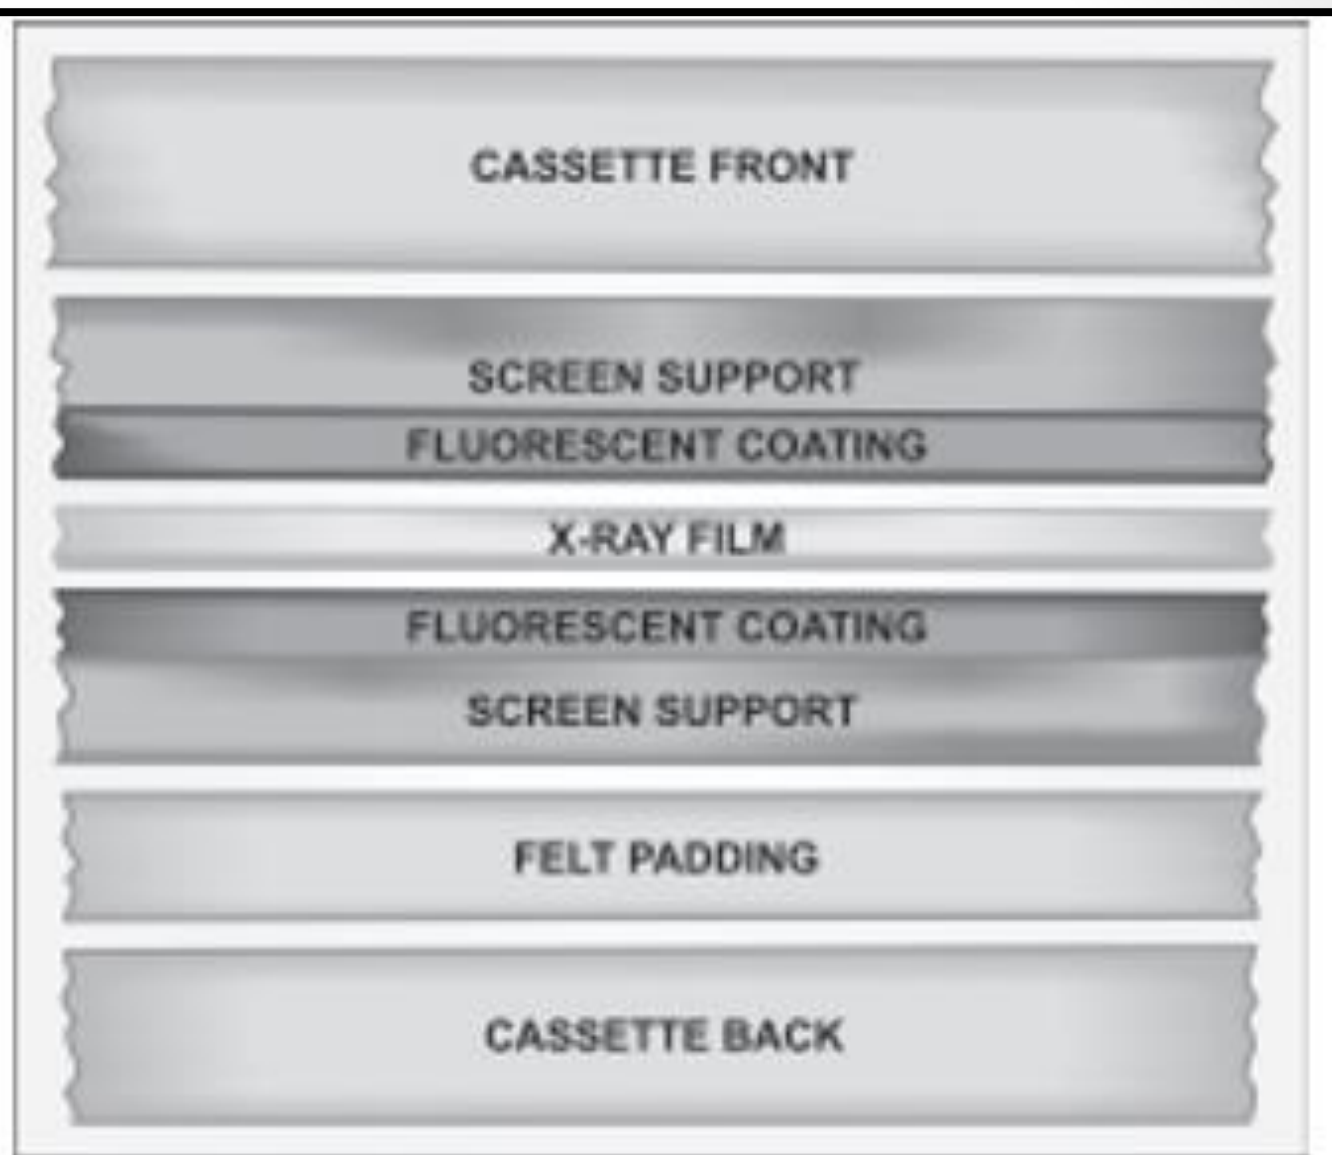 CASSETTE FRONT
SCREEN SUPPORT
FLUORESCENT COATING
X-RAY FILM
FLUORESCENT COATING
SCREEN SUPPORT
FELT PADDING
CASSETTE BACK